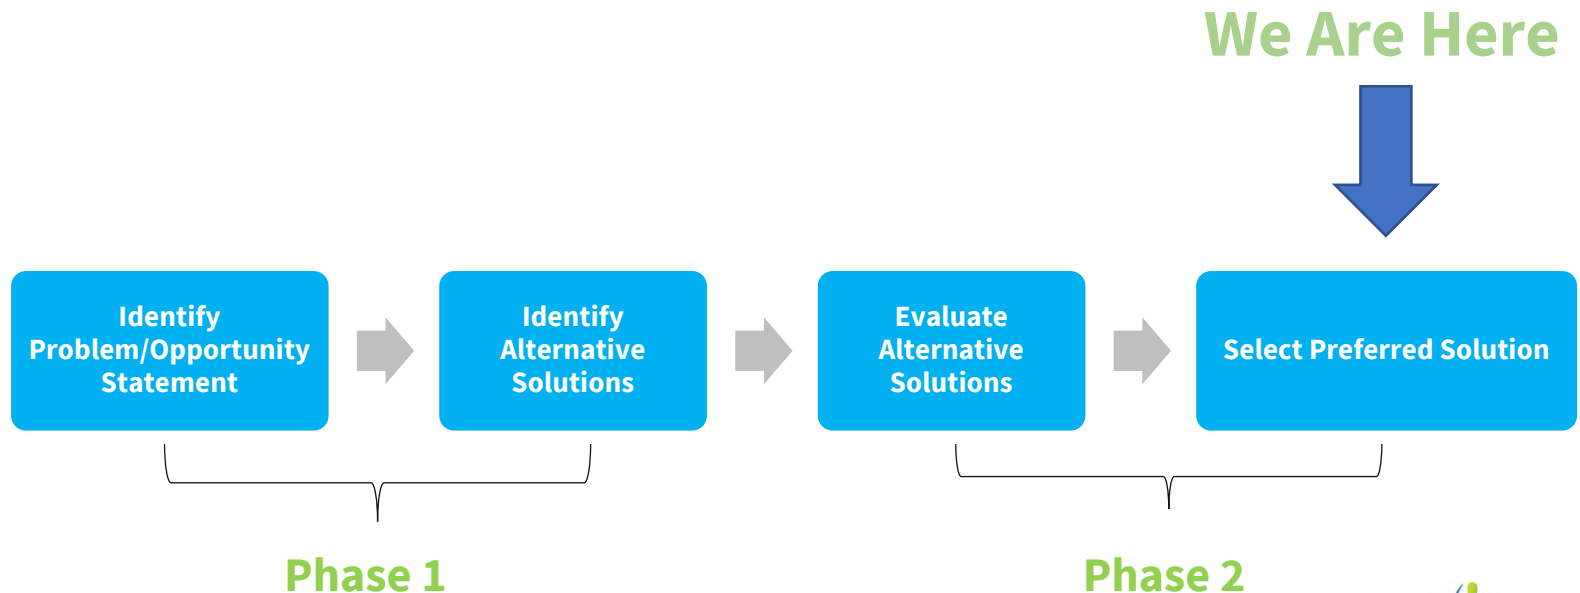 We Are Here
Identify
Problem/Opportunity
Statement
Identify
Alternative
Solutions
Evaluate
Alternative
Solutions
Select Preferred Solution
Phase 1
Phase 2